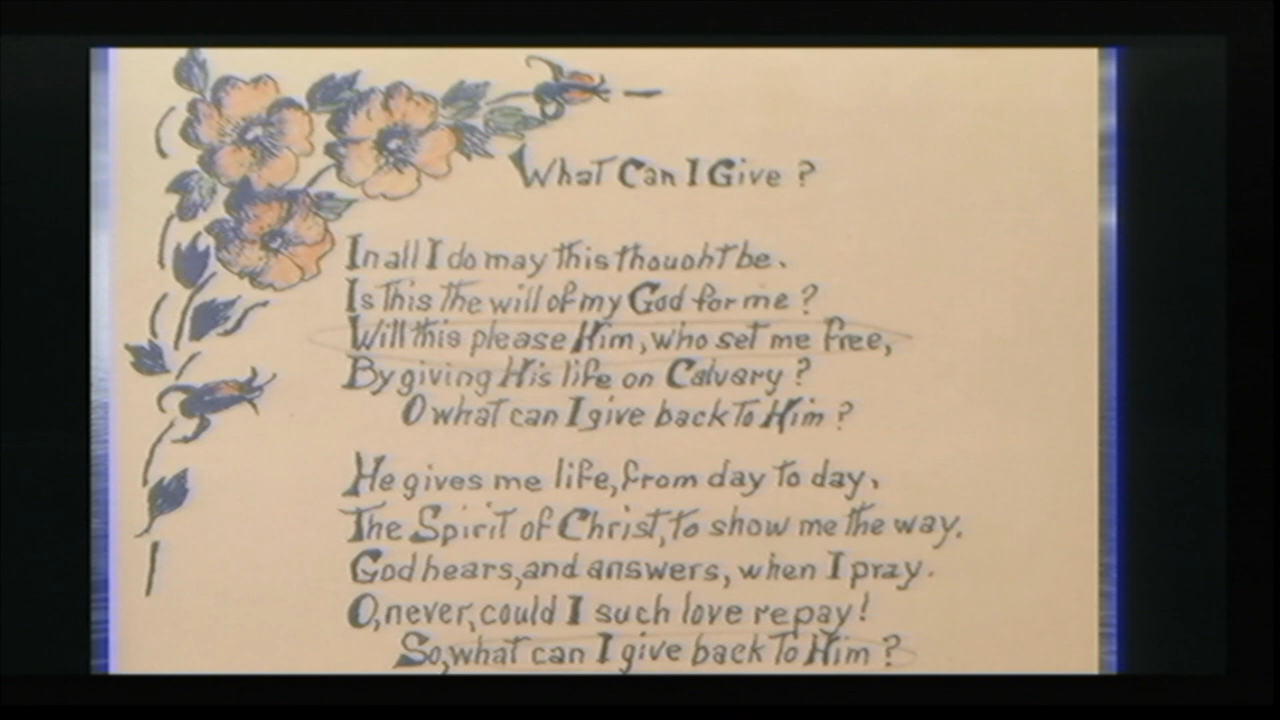 What Can I Give ?
In all I do may this thouoht be.
Is this the will of my God for me ?
Will this please Him, who set me free,
By giving His life on Calvary ?
O what can I give back to Him ?
He gives me life, from day to day,
The Spirit of Christ, to show me the way.
God hears, and answers, when I pray.
O, never, could I such love repay!
So, what can I give back to Him ?